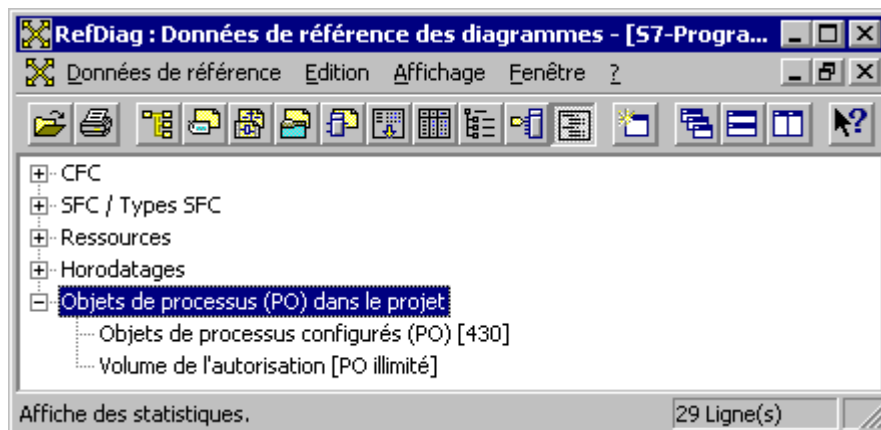 RefDiag : Données de référence des diagrammes - [S7-Progra...
Données de référence Edition Affichage Fenêtre ?
CFC
SFC / Types SFC
Ressources
Horodatages
Objets de processus (PO) dans le projet
Objets de processus configurés (PO) [430]
Volume de l'autorisation [PO illimité]
Affiche des statistiques. 29 Ligne(s)